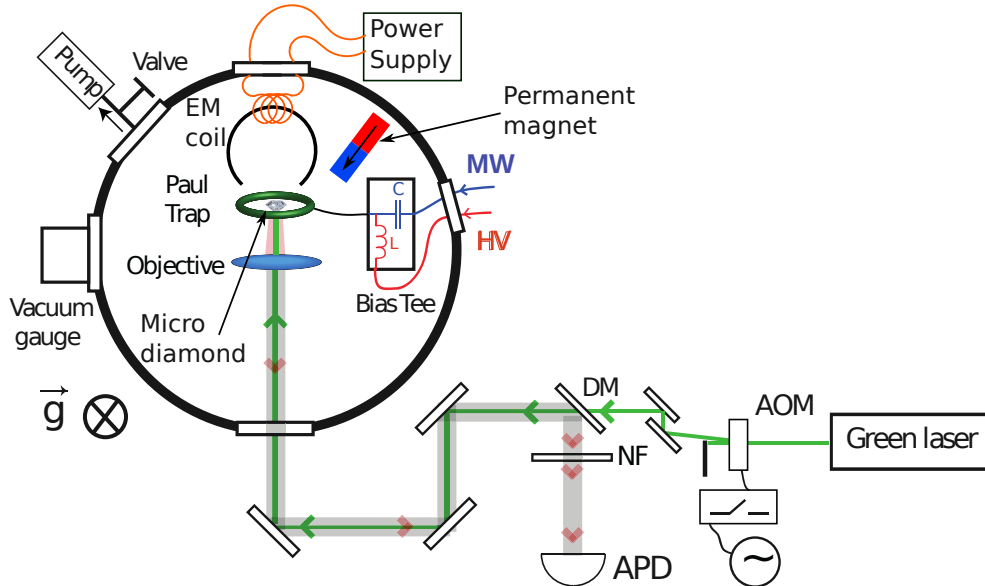 Power
Supply
Pump
Valve
EM
coil
Permanent
magnet
MW
Paul
Trap
C
L
HV
Objective
Bias Tee
Vacuum
gauge
Micro
diamond
g
DM
AOM
Green laser
NF
APD
~